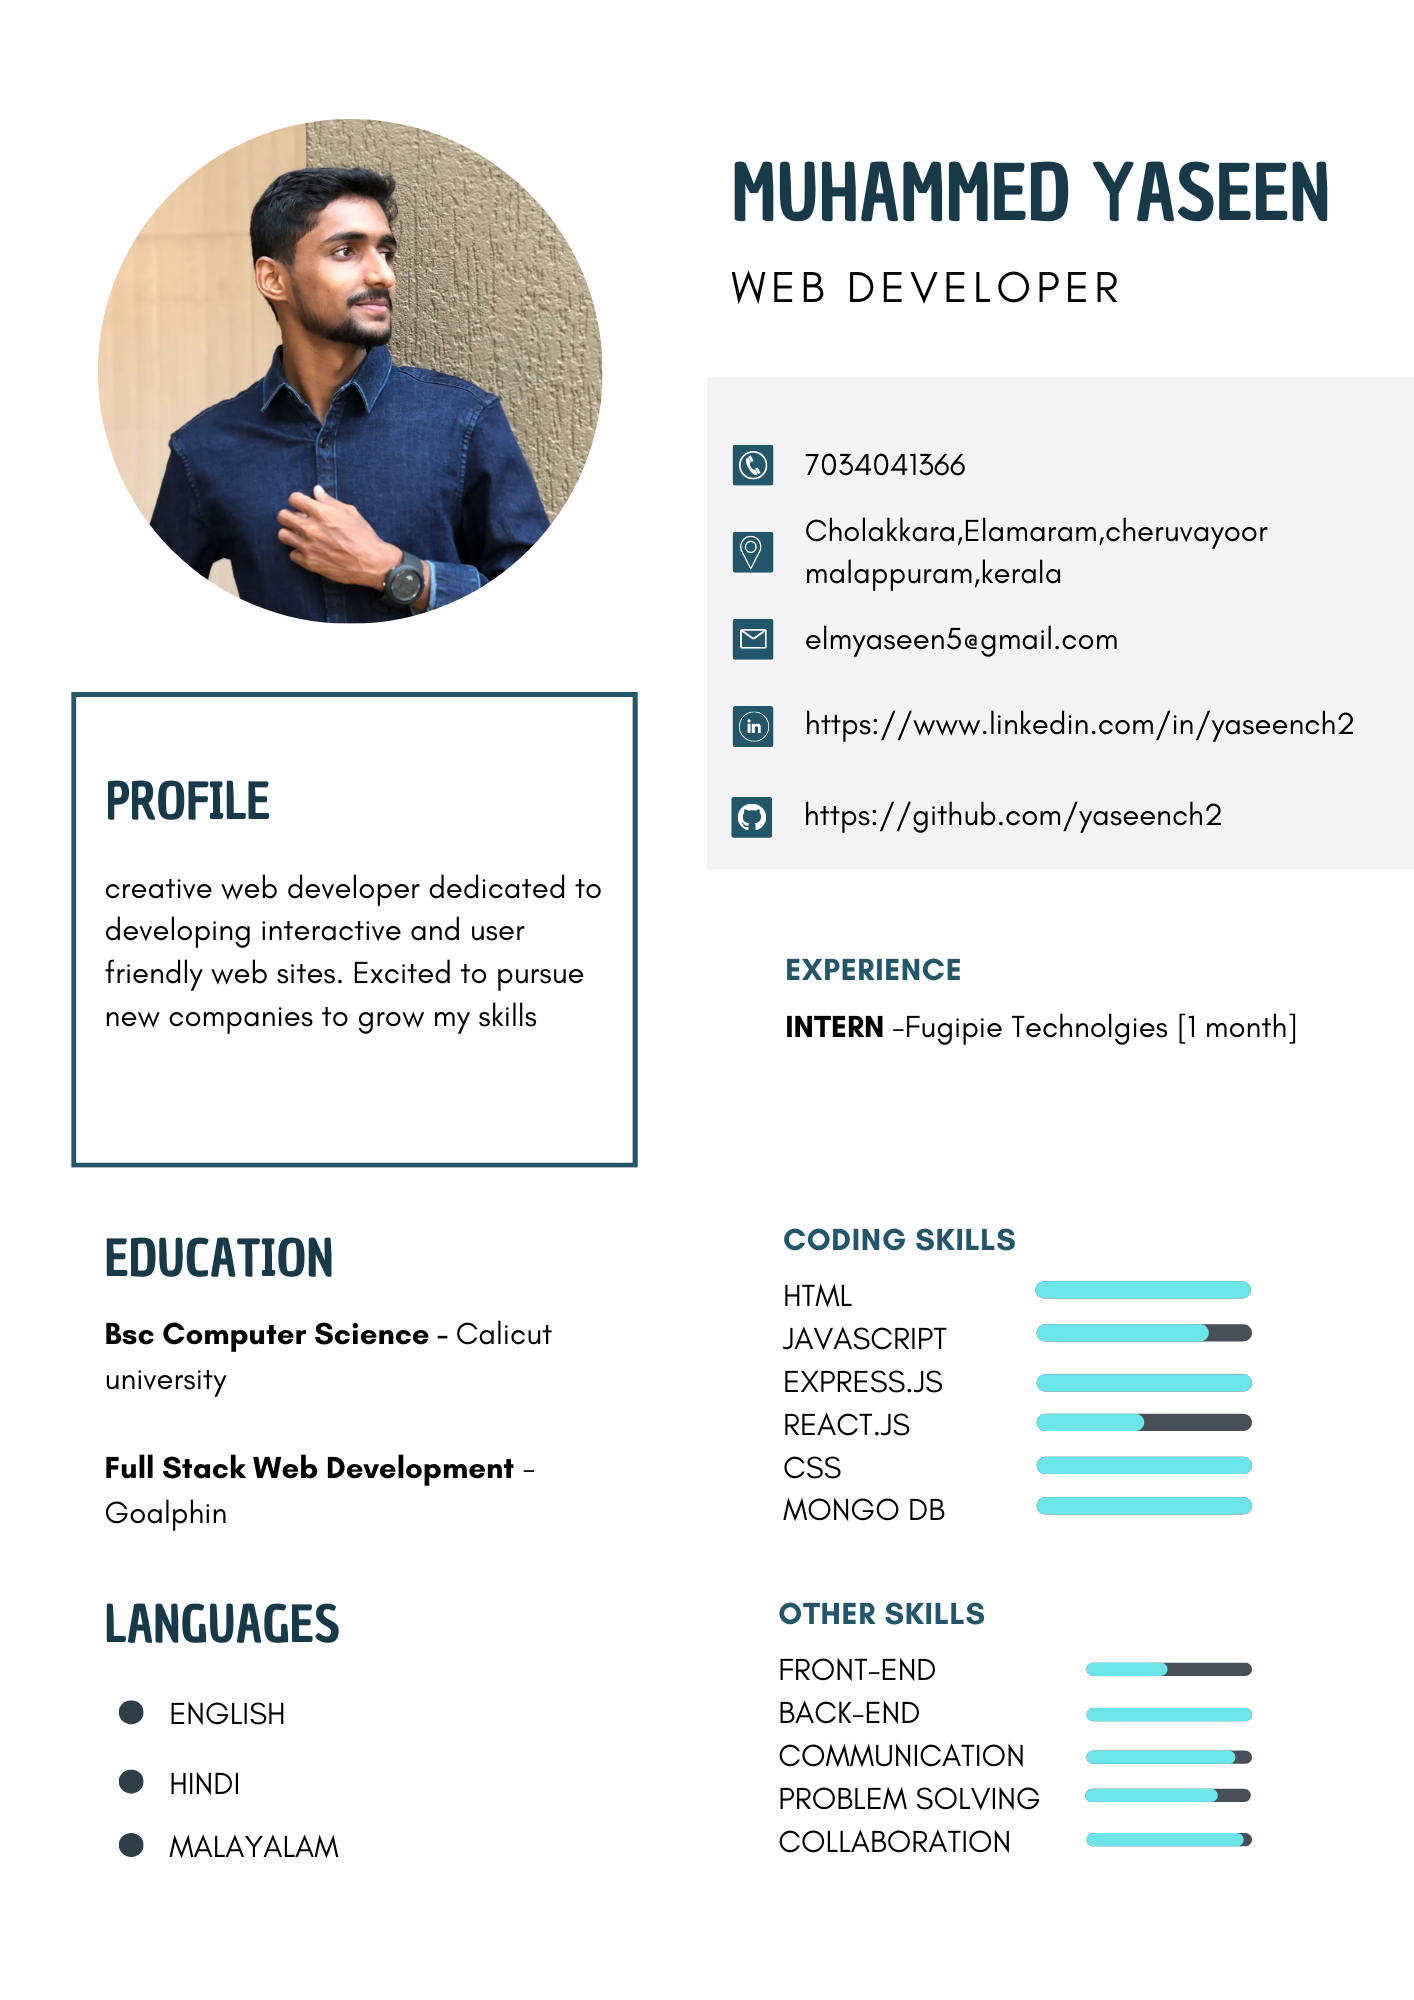 MUHAMMED YASEEN
WEB DEVELOPER
7034041366
Cholakkara,Elamaram,cheruvayoor
malappuram,kerala
elmyaseen5@gmail.com
in
https://www.linkedin.com/in/yaseench2
https://github.com/yaseench2
PROFILE
creative web developer dedicated to
developing interactive and user
friendly web sites. Excited to pursue
new companies to grow my skills
EXPERIENCE
INTERN -Fugipie Technolgies [1 month]
EDUCATION
Bsc Computer Science - Calicut
university
Full Stack Web Development -
Goalphin
LANGUAGES
ENGLISH
HINDI
MALAYALAM
CODING SKILLS
HTML
JAVASCRIPT
EXPRESS.JS
REACT.JS
CSS
MONGO DB
OTHER SKILLS
FRONT-END
BACK-END
COMMUNICATION
PROBLEM SOLVING
COLLABORATION